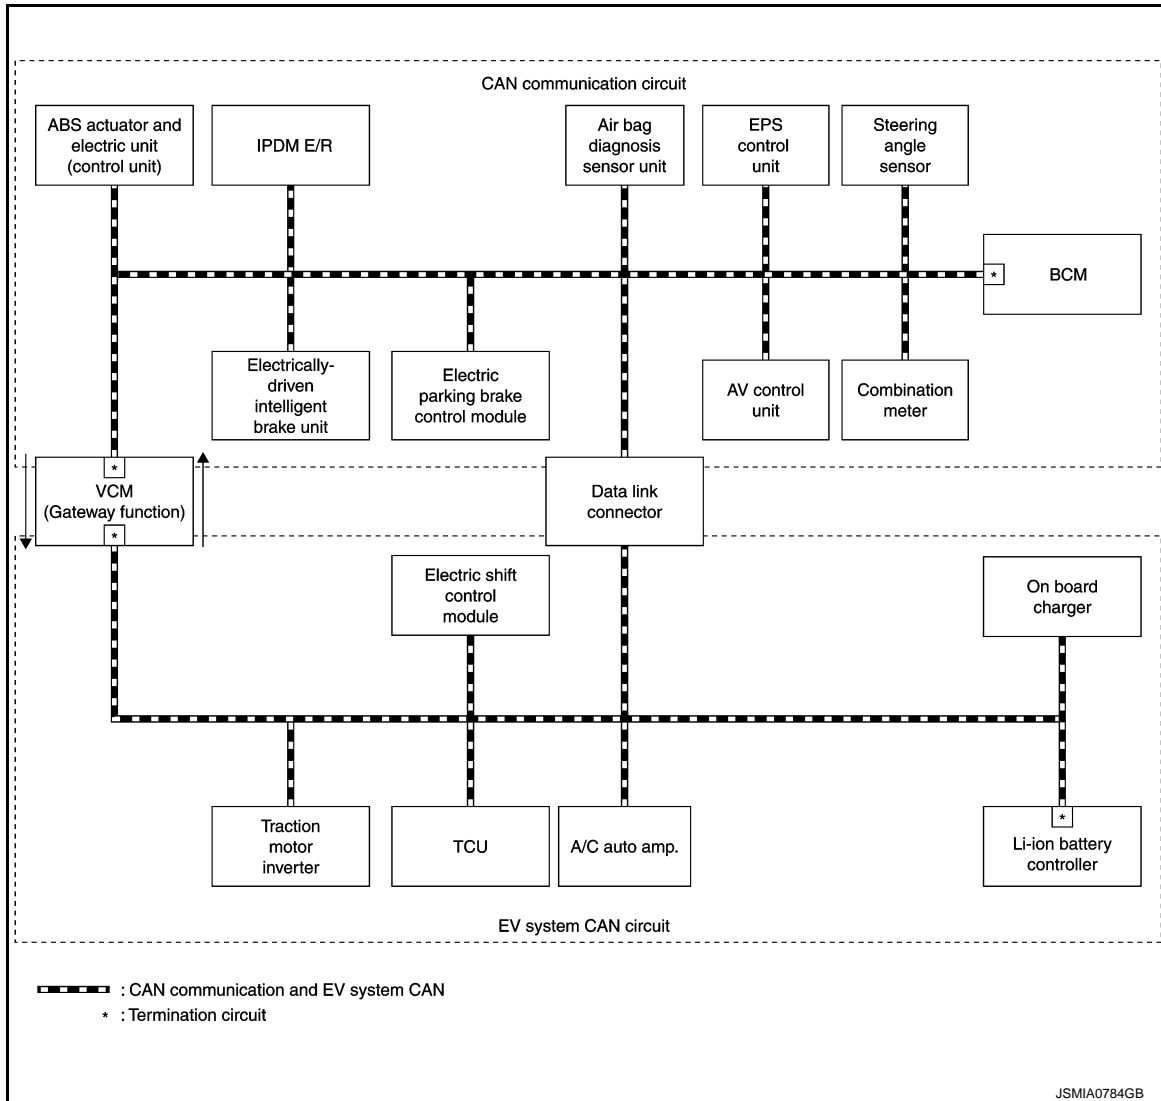 CAN communication circuit
ABS actuator and
electric unit
(control unit)
IPDM E/R
Air bag
diagnosis
sensor unit
EPS
control
unit
Steering
angle
sensor
*
BCM
Electrically-
driven
intelligent
brake unit
Electric
parking brake
control module
AV control
unit
Combination
meter
*
VCM
(Gateway function)
*
Data link
connector
Electric shift
control
module
On board
charger
Traction
motor
inverter
TCU
A/C auto amp.
*
Li-ion battery
controller
EV system CAN circuit
: CAN communication and EV system CAN
* : Termination circuit
JSMIA0784GB